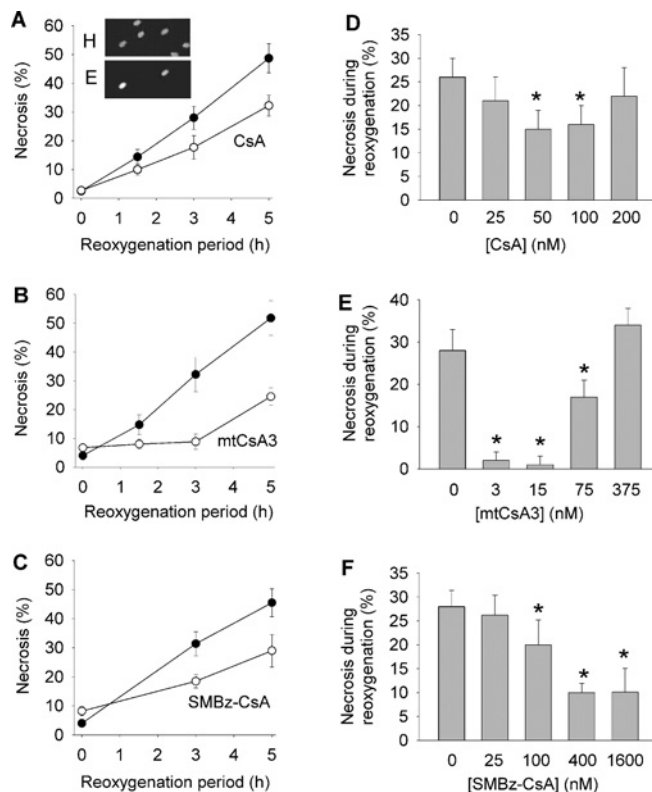 A
H
E
Necrosis (%)
60
50
40
30
20
10
0
CsA
0 1 2 3 4 5
Reoxygenation period (h)
B
Necrosis (%)
60
50
40
30
20
10
0
mtCsA3
0 1 2 3 4 5
Reoxygenation period (h)
C
Necrosis (%)
60
50
40
30
20
10
0
SMBz-CsA
0 1 2 3 4 5
Reoxygenation period (h)
D
Necrosis during
reoxygenation (%)
35
30
25
20
15
10
5
0
* *
0 25 50 100 200
[CsA] (nM)
E
Necrosis during
reoxygenation (%)
40
30
20
10
0
* * *
0 3 15 75 375
[mtCsA3] (nM)
F
Necrosis during
reoxygenation (%)
35
30
25
20
15
10
5
0
* * *
0 25 100 400 1600
[SMBz-CsA] (nM)